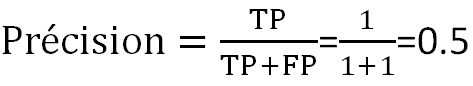 Précision = TP/(TP+FP)=1/(1+1)=0.5